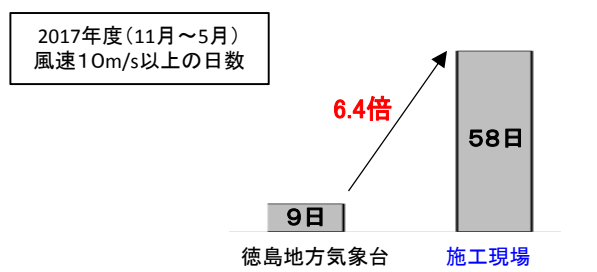 2017年度(11月～5月)
風速１０m/s以上の日数
6.4倍
５８日
９日
徳島地方気象台
施工現場